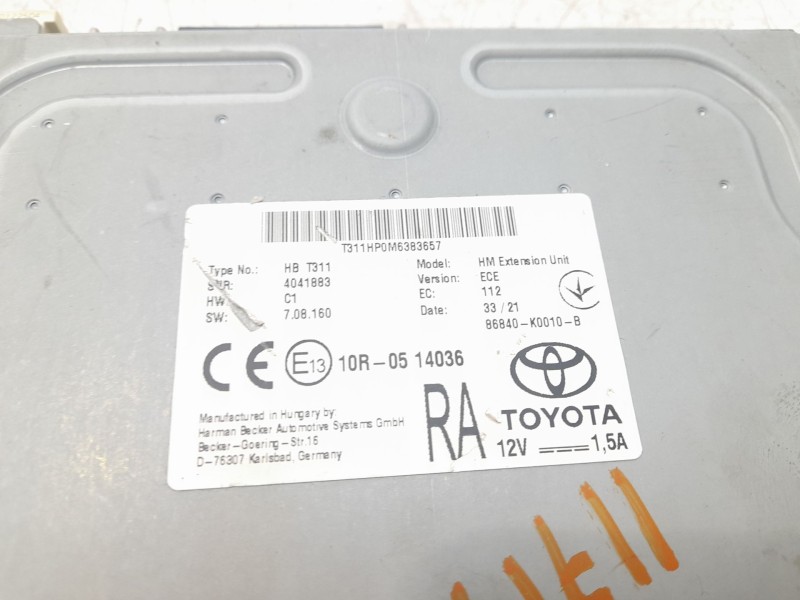 T311HP0M6383657
Type No.: HB T311 Model: HM Extension Unit
4041883 Version: ECE
HW C1 EC: 112
SW: 7.08.160 Date: 33/21
86840-K0010-B
CE E13 10R-05 14036
Manufactured in Hungary by:
Harman Becker Automotive Systems GmbH
Becker-Goering-Str.16
D-76307 Karlsbad, Germany
RA
TOYOTA
12V 1,5A